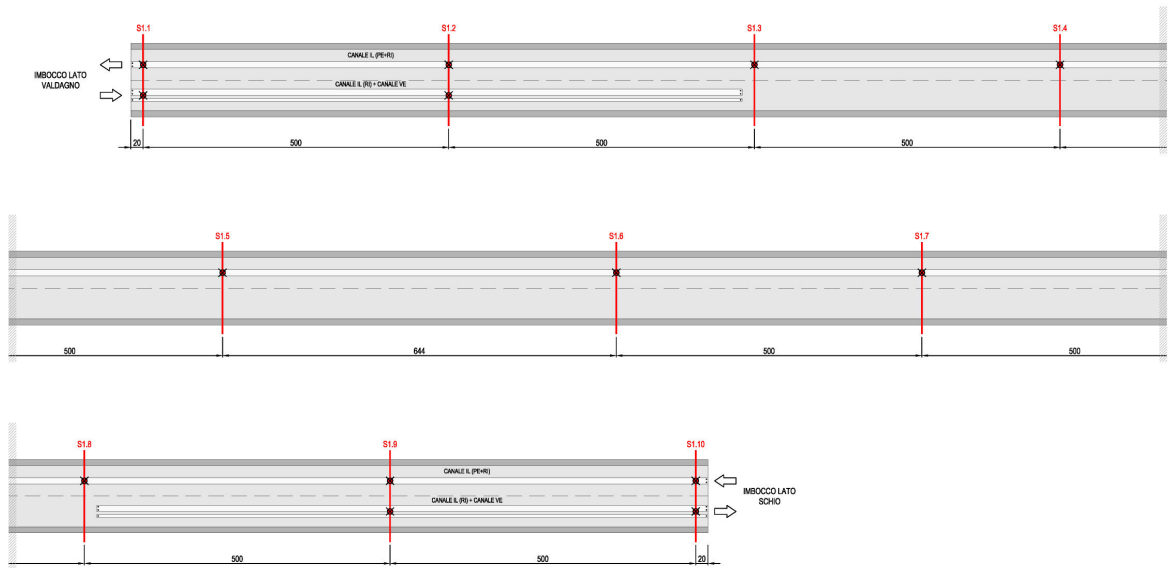 S1.1
S1.2
S1.3
S1.4
CANALE IL (PE+RI)
IMBOCCO LATO
VALDAGNO
CANALE IL (RI) + CANALE VE
20
500
500
500
S1.5
S1.6
S1.7
500
644
500
500
S1.8
S1.9
S1.10
CANALE IL (PE+RI)
IMBOCCO LATO
SCHIO
CANALE IL (RI) + CANALE VE
500
500
20